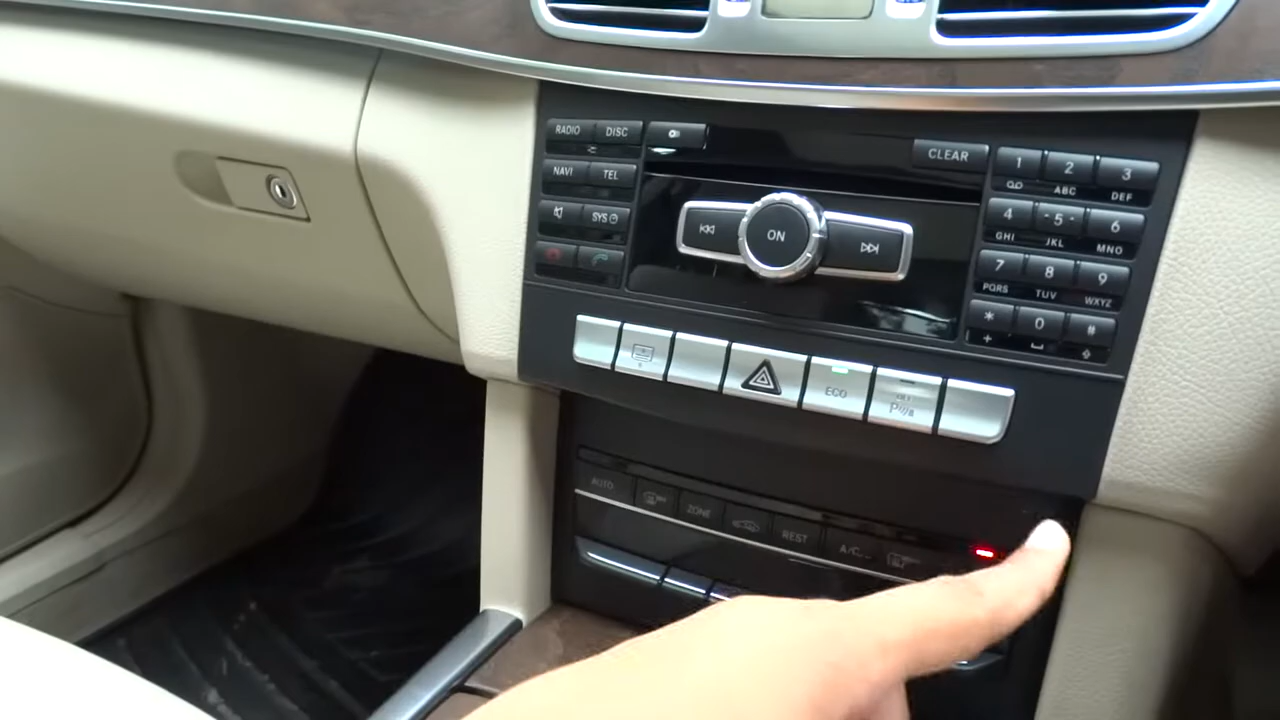 RADIO DISC
NAVI TEL
SYS
ON
CLEAR
1 2 3
ABC DEF
4 5 6
GHI JKL MNO
7 8 9
PQRS TUV WXYZ
* 0 #
+
ECO
AUTO ZONE REST A/C